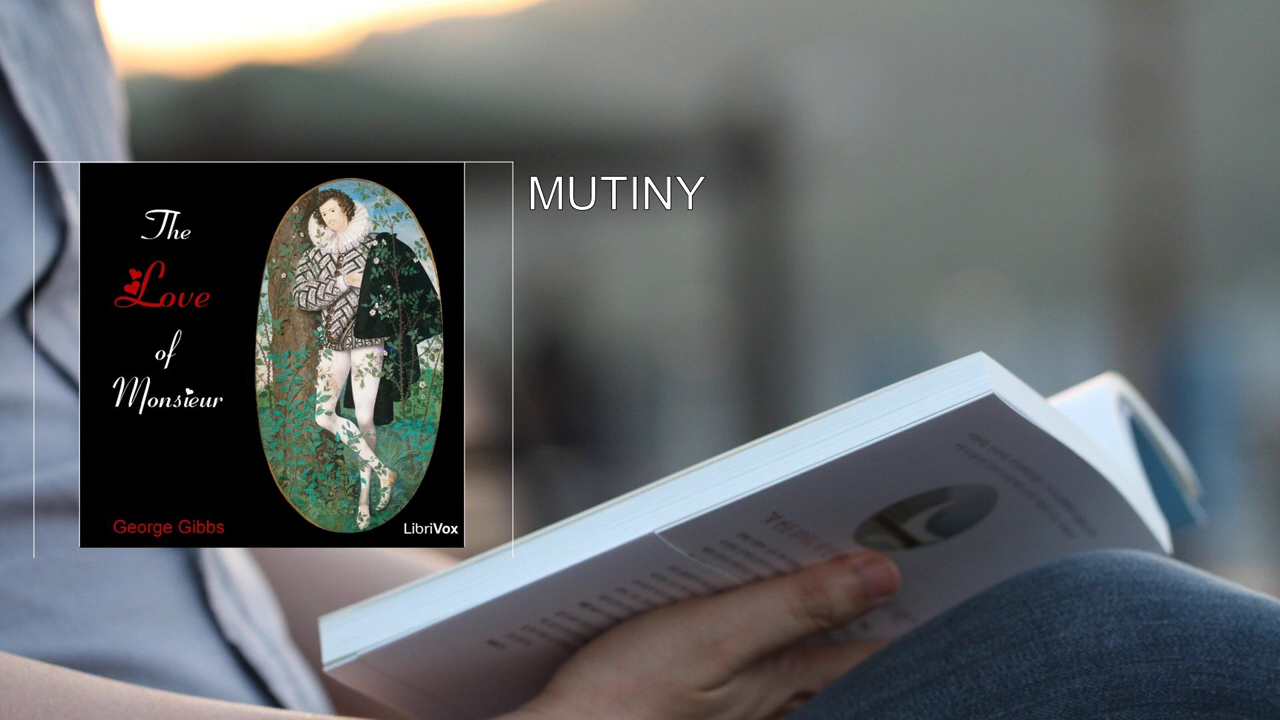 MUTINY
The
Love
of
Monsieur
George Gibbs
LibriVox